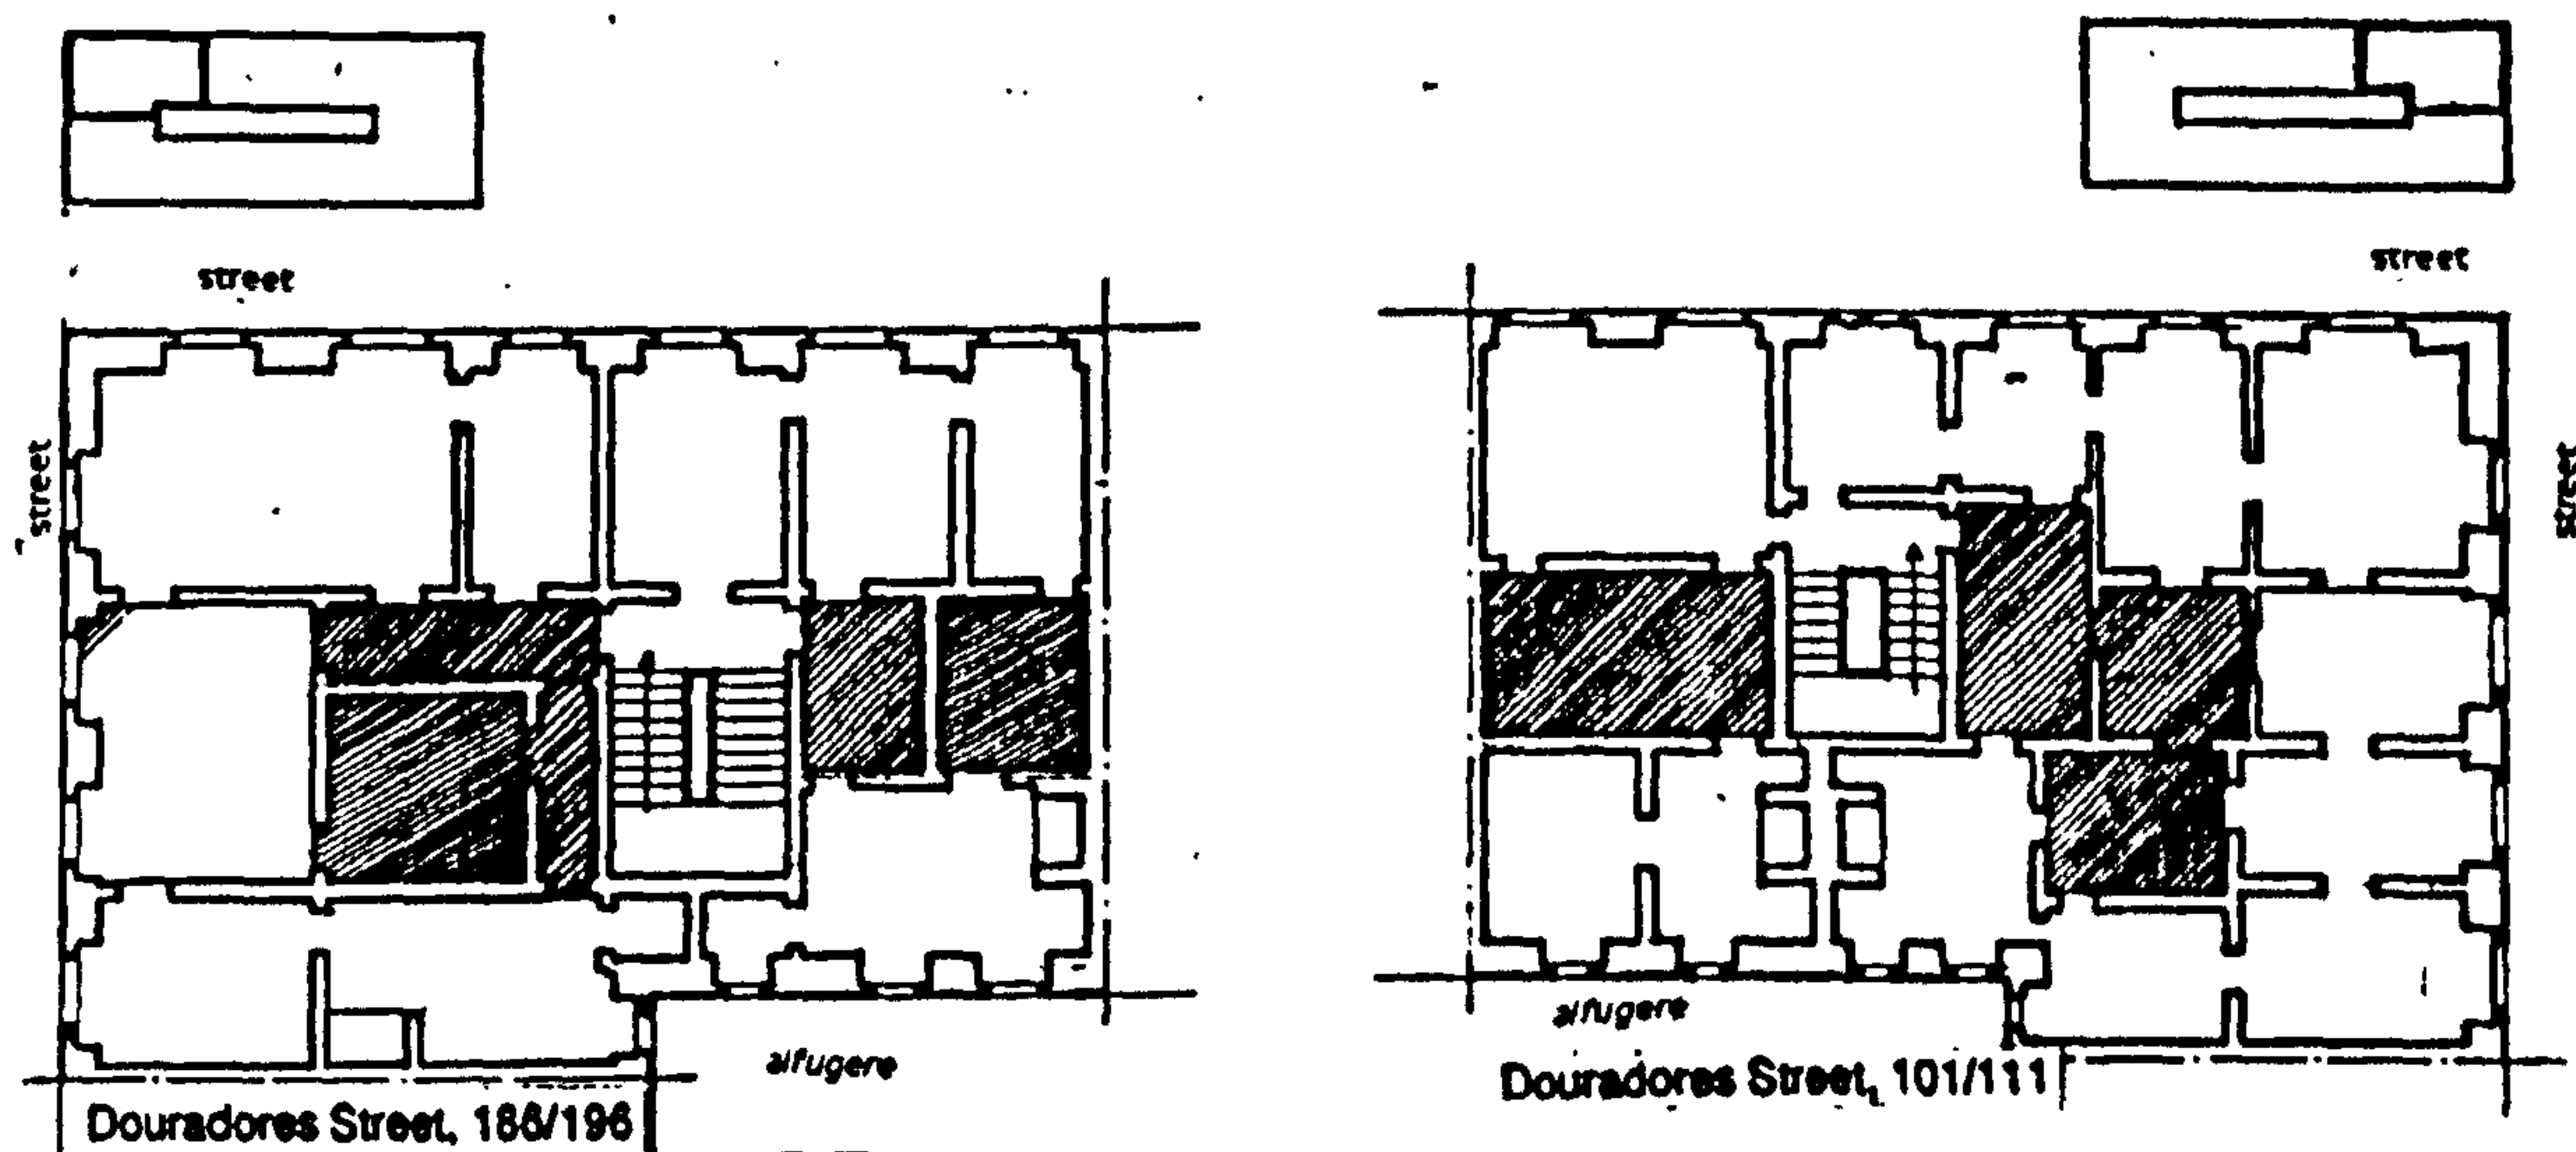 street
street
street
street
alfugere
alfugere
Douradores Street, 186/196
Douradores Street, 101/111